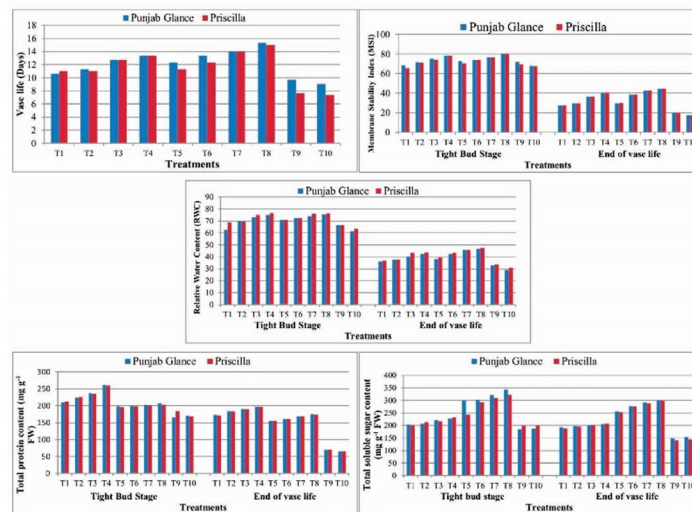 Punjab Glance Priscilla
Vase life (Days)
18
16
14
12
10
8
6
4
2
0
T1 T2 T3 T4 T5 T6 T7 T8 T9 T10
Treatments
Punjab Glance Priscilla
Membrane Stability Index (MSI)
100
80
60
40
20
0
T1 T2 T3 T4 T5 T6 T7 T8 T9 T10 T1 T2 T3 T4 T5 T6 T7 T8 T9 T1
Tight Bud Stage End of vase life
Treatments
Punjab Glance Priscilla
Relative Water Content (RWC)
90
80
70
60
50
40
30
20
10
0
T1 T2 T3 T4 T5 T6 T7 T8 T9 T10 T1 T2 T3 T4 T5 T6 T7 T8 T9 T10
Tight Bud Stage End of vase life
Treatments
Punjab Glance Priscilla
Total protein content (mg g-1
FW)
300
250
200
150
100
50
0
T1 T2 T3 T4 T5 T6 T7 T8 T9 T10 T1 T2 T3 T4 T5 T6 T7 T8 T9 T10
Tight Bud Stage End of vase life
Treatments
Punjab Glance Priscilla
Total soluble sugar content
(mg g-1 FW)
400
350
300
250
200
150
100
50
0
T1 T2 T3 T4 T5 T6 T7 T8 T9 T10 T1 T2 T3 T4 T5 T6 T7 T8 T9 T10
Tight bud stage End of vase life
Treatments